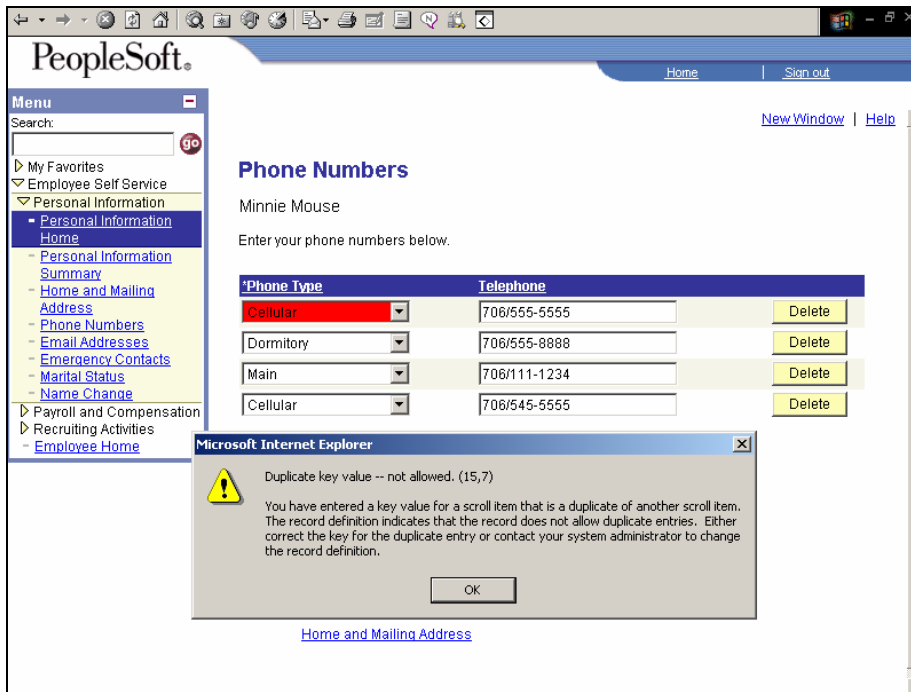 PeopleSoft®
Home | Sign out
Menu
Search:
go
My Favorites
Employee Self Service
Personal Information
- Personal Information
Home
- Personal Information
Summary
- Home and Mailing
Address
- Phone Numbers
- Email Addresses
- Emergency Contacts
- Marital Status
- Name Change
Payroll and Compensation
Recruiting Activities
- Employee Home
New Window | Help
Phone Numbers
Minnie Mouse
Enter your phone numbers below.
*Phone Type Telephone
Cellular 706/555-5555 Delete
Dormitory 706/555-8888 Delete
Main 706/111-1234 Delete
Cellular 706/545-5555 Delete
Microsoft Internet Explorer
Duplicate key value -- not allowed. (15,7)
You have entered a key value for a scroll item that is a duplicate of another scroll item.
The record definition indicates that the record does not allow duplicate entries. Either
correct the key for the duplicate entry or contact your system administrator to change
the record definition.
OK
Home and Mailing Address